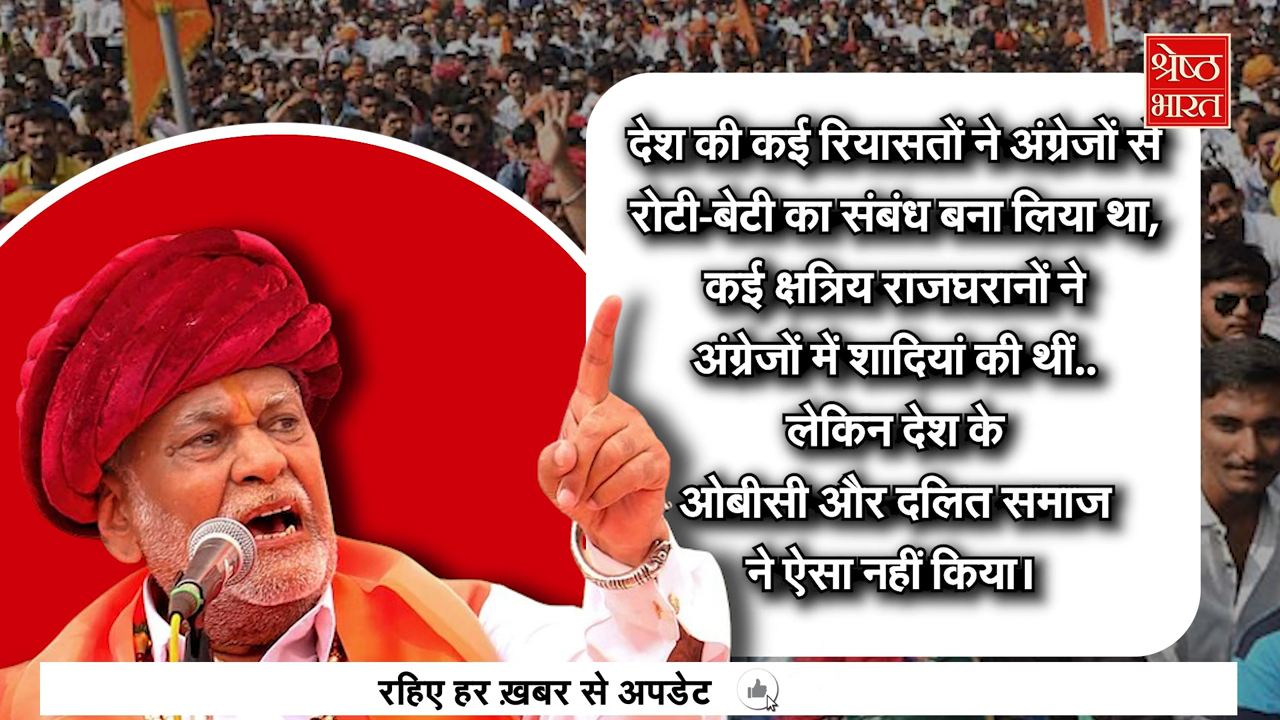 श्रेष्ठ
भारत
देश की कई रियासतों ने अंग्रेजों से
रोटी-बेटी का संबंध बना लिया था,
कई क्षत्रिय राजघरानों ने
अंग्रेजों में शादियां की थीं..
लेकिन देश के
ओबीसी और दलित समाज
ने ऐसा नहीं किया।
रहिए हर ख़बर से अपडेट